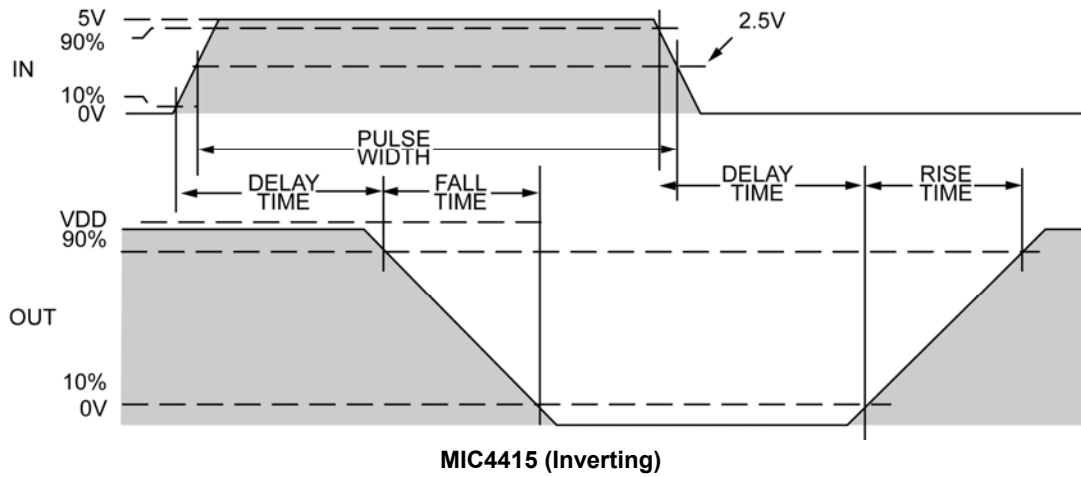 5V
90%
2.5V
IN
10%
0V
PULSE
WIDTH
DELAY
TIME
FALL
TIME
DELAY
TIME
RISE
TIME
VDD
90%
OUT
10%
0V
MIC4415 (Inverting)